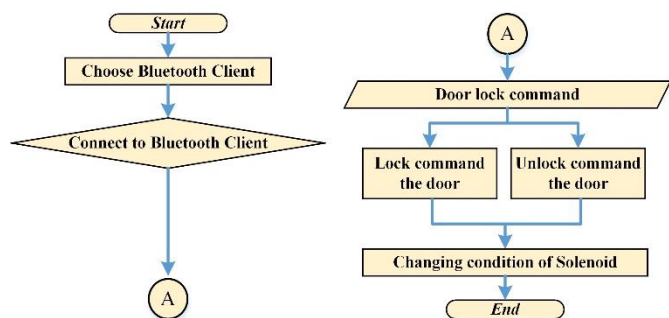 Start
Choose Bluetooth Client
Connect to Bluetooth Client
A
A
Door lock command
Lock command
the door
Unlock command
the door
Changing condition of Solenoid
End